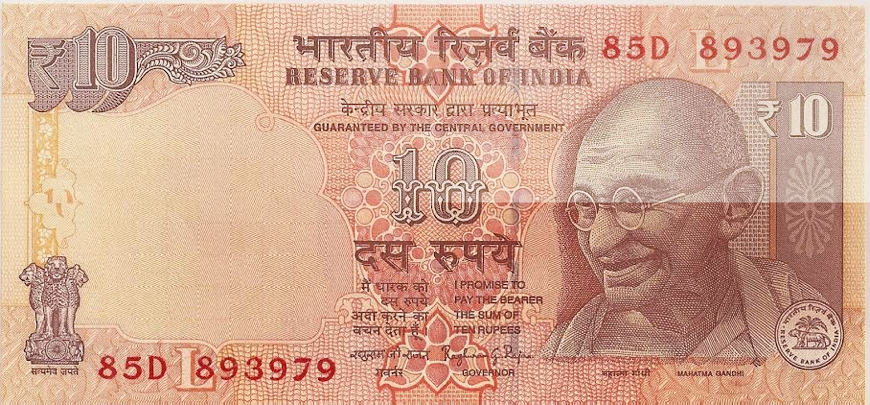 ₹10
भारतीय रिज़र्व बैंक
RESERVE BANK OF INDIA
85D 893979
L
केन्द्रीय सरकार द्वारा प्रत्याभूत
GUARANTEED BY THE CENTRAL GOVERNMENT
₹10
10
दस रुपये
मैं धारक को
दस रुपये
अदा करने का
वचन देता हूँ।
I PROMISE TO
PAY THE BEARER
THE SUM OF
TEN RUPEES
रघुराम जी राजन
Raghuram G. Rajan
गवर्नर
GOVERNOR
सत्यमेव जयते
85D 893979
L
महात्मा गांधी
MAHATMA GANDHI
भारतीय रिज़र्व बैंक
RESERVE BANK OF INDIA